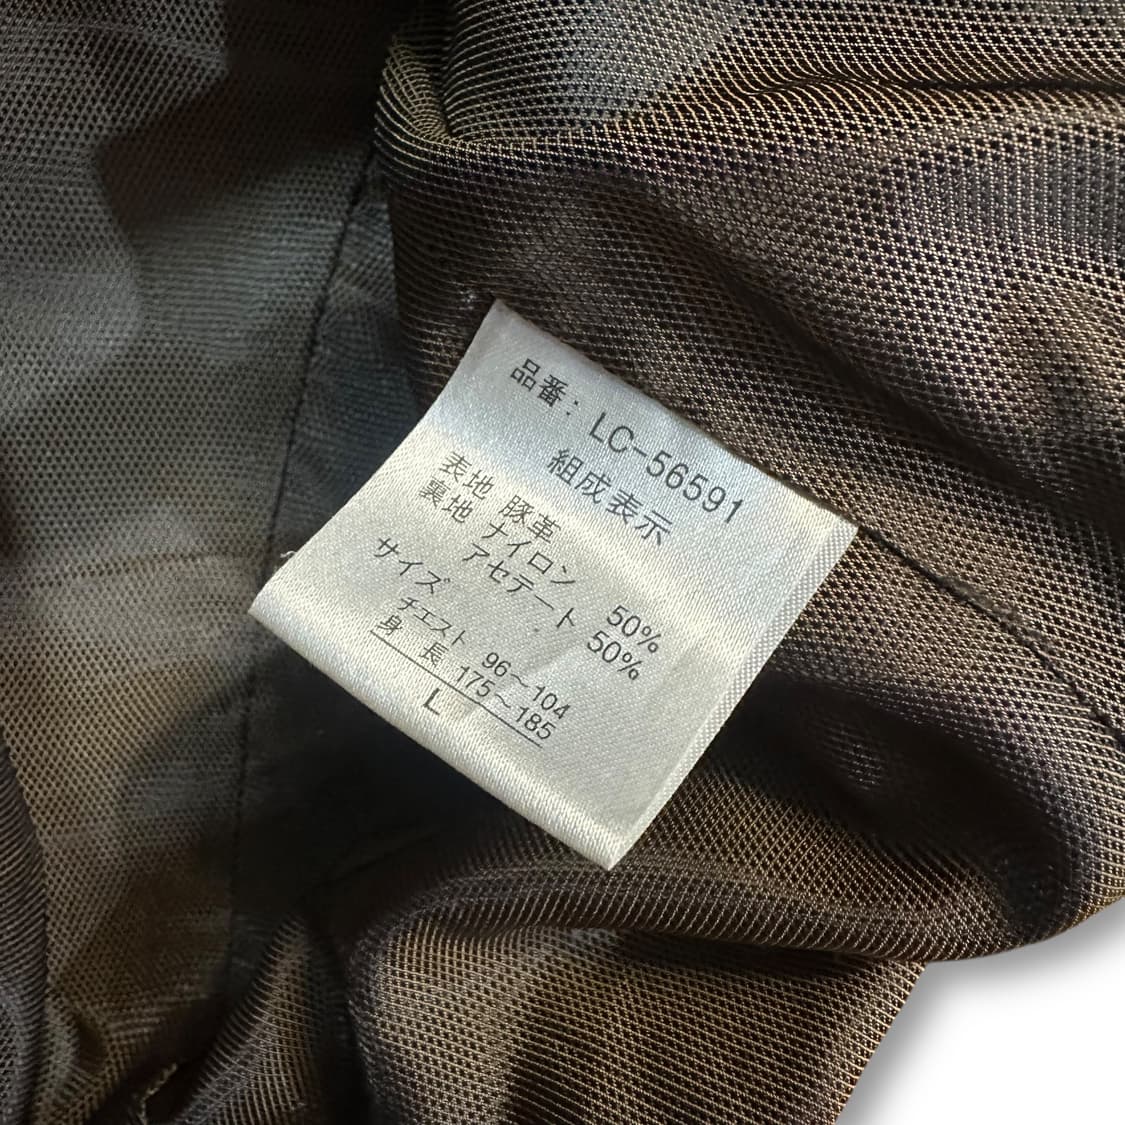 品番: LC-56591
組成表示
表地 豚革
裏地 ナイロン 50%
アセテート 50%
サイズ
チエスト 96～104
身 長 175～185
L